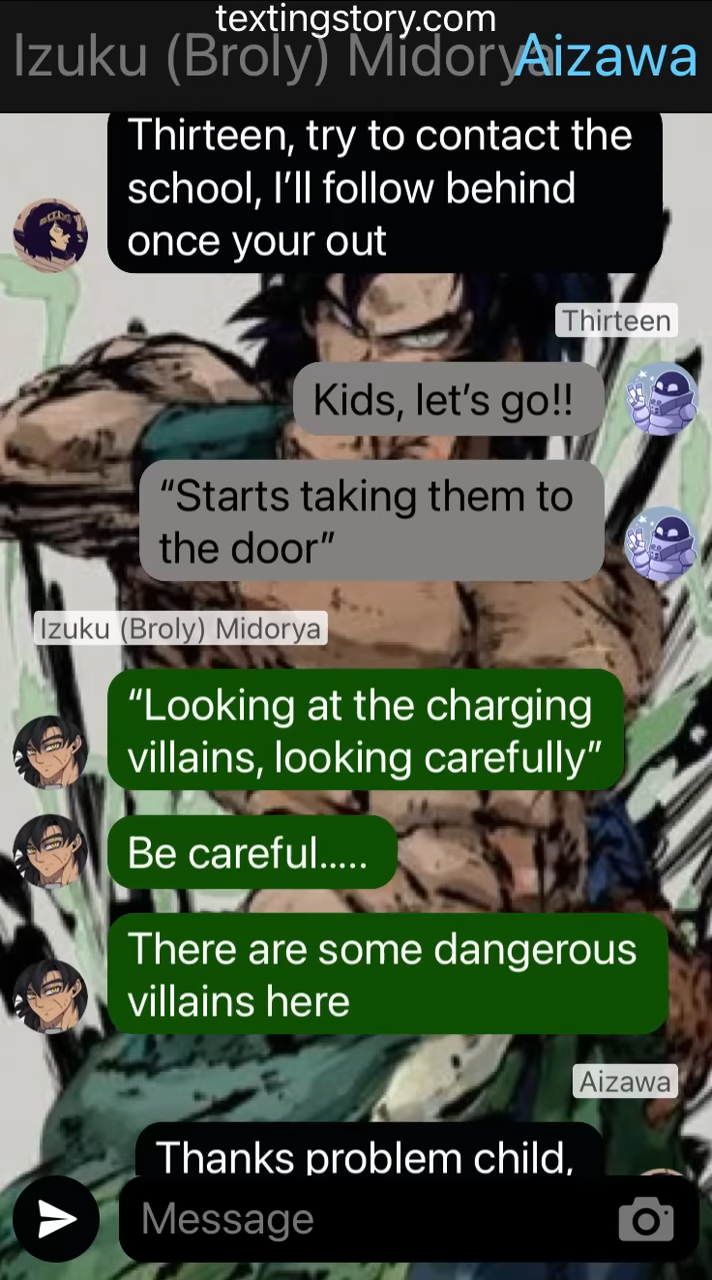 textingstory.com
Izuku (Broly) Midorya
Aizawa
Thirteen, try to contact the
school, I’ll follow behind
once your out
Thirteen
Kids, let’s go!!
“Starts taking them to
the door”
Izuku (Broly) Midorya
“Looking at the charging
villains, looking carefully”
Be careful.....
There are some dangerous
villains here
Aizawa
Thanks problem child,
Message